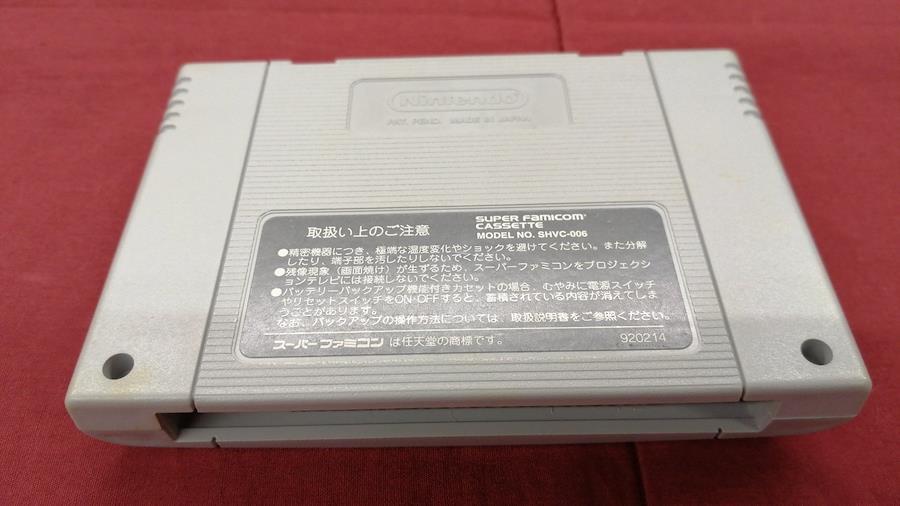 Nintendo
PAT. PEND. MADE IN JAPAN
取扱い上のご注意
SUPER FAMICOM
CASSETTE
MODEL NO. SHVC-006
●精密機器につき、極端な温度変化やショックを避けてください。また分解
したり、端子部を汚したりしないでください。
●残像現象（画面焼け）が生ずるため、スーパーファミコンをプロジェクシ
ョンテレビには接続しないでください。
●バッテリーバックアップ機能付きカセットの場合、むやみに電源スイッチ
やリセットスイッチをON・OFFすると、蓄積されている内容が消えてしま
うことがあります。
なお、バックアップの操作方法については、取扱説明書をご参照ください。
スーパーファミコン は任天堂の商標です。
920214